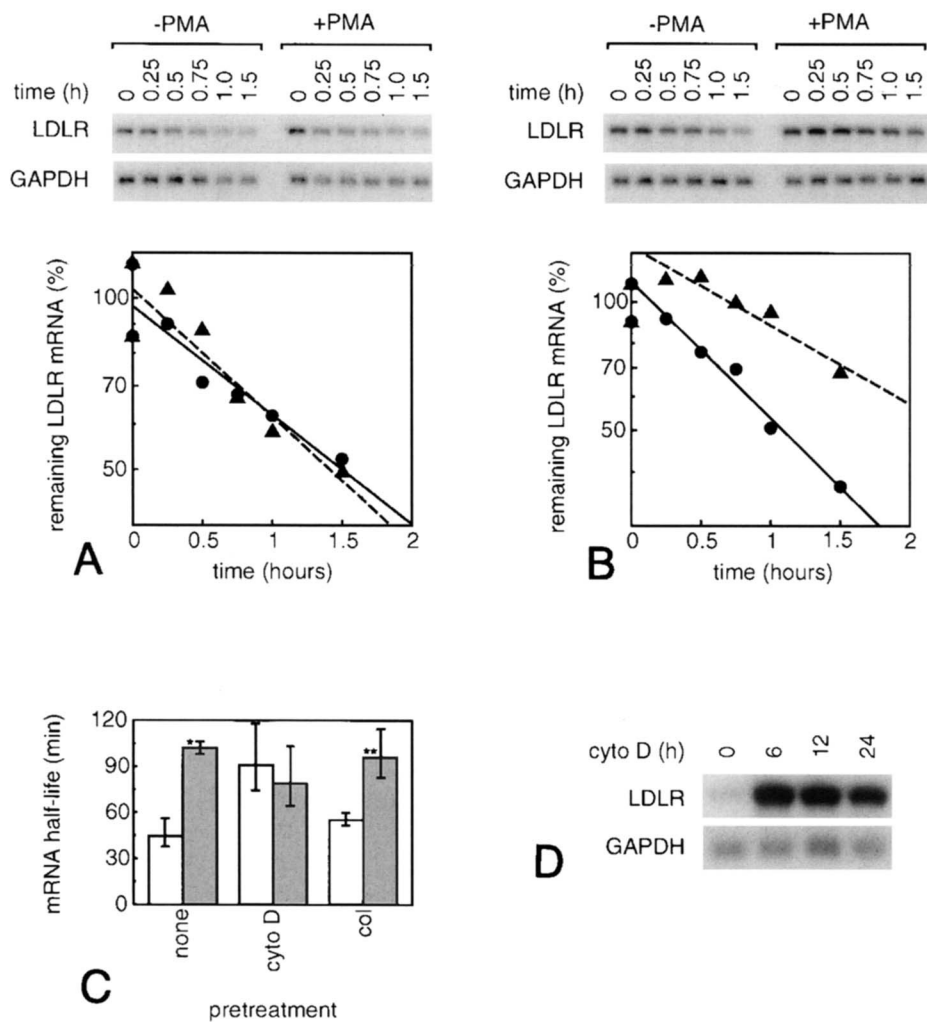 -PMA +PMA
time (h) 0 0.25 0.5 0.75 1.0 1.5 0 0.25 0.5 0.75 1.0 1.5
LDLR
GAPDH
remaining LDLR mRNA (%)
100
70
50
0 0.5 1 1.5 2
time (hours)
A
-PMA +PMA
time (h) 0 0.25 0.5 0.75 1.0 1.5 0 0.25 0.5 0.75 1.0 1.5
LDLR
GAPDH
remaining LDLR mRNA (%)
100
70
50
0 0.5 1 1.5 2
time (hours)
B
mRNA half-life (min)
120
90
60
30
0
* **
none cyto D col
pretreatment
C
cyto D (h) 0 6 12 24
LDLR
GAPDH
D